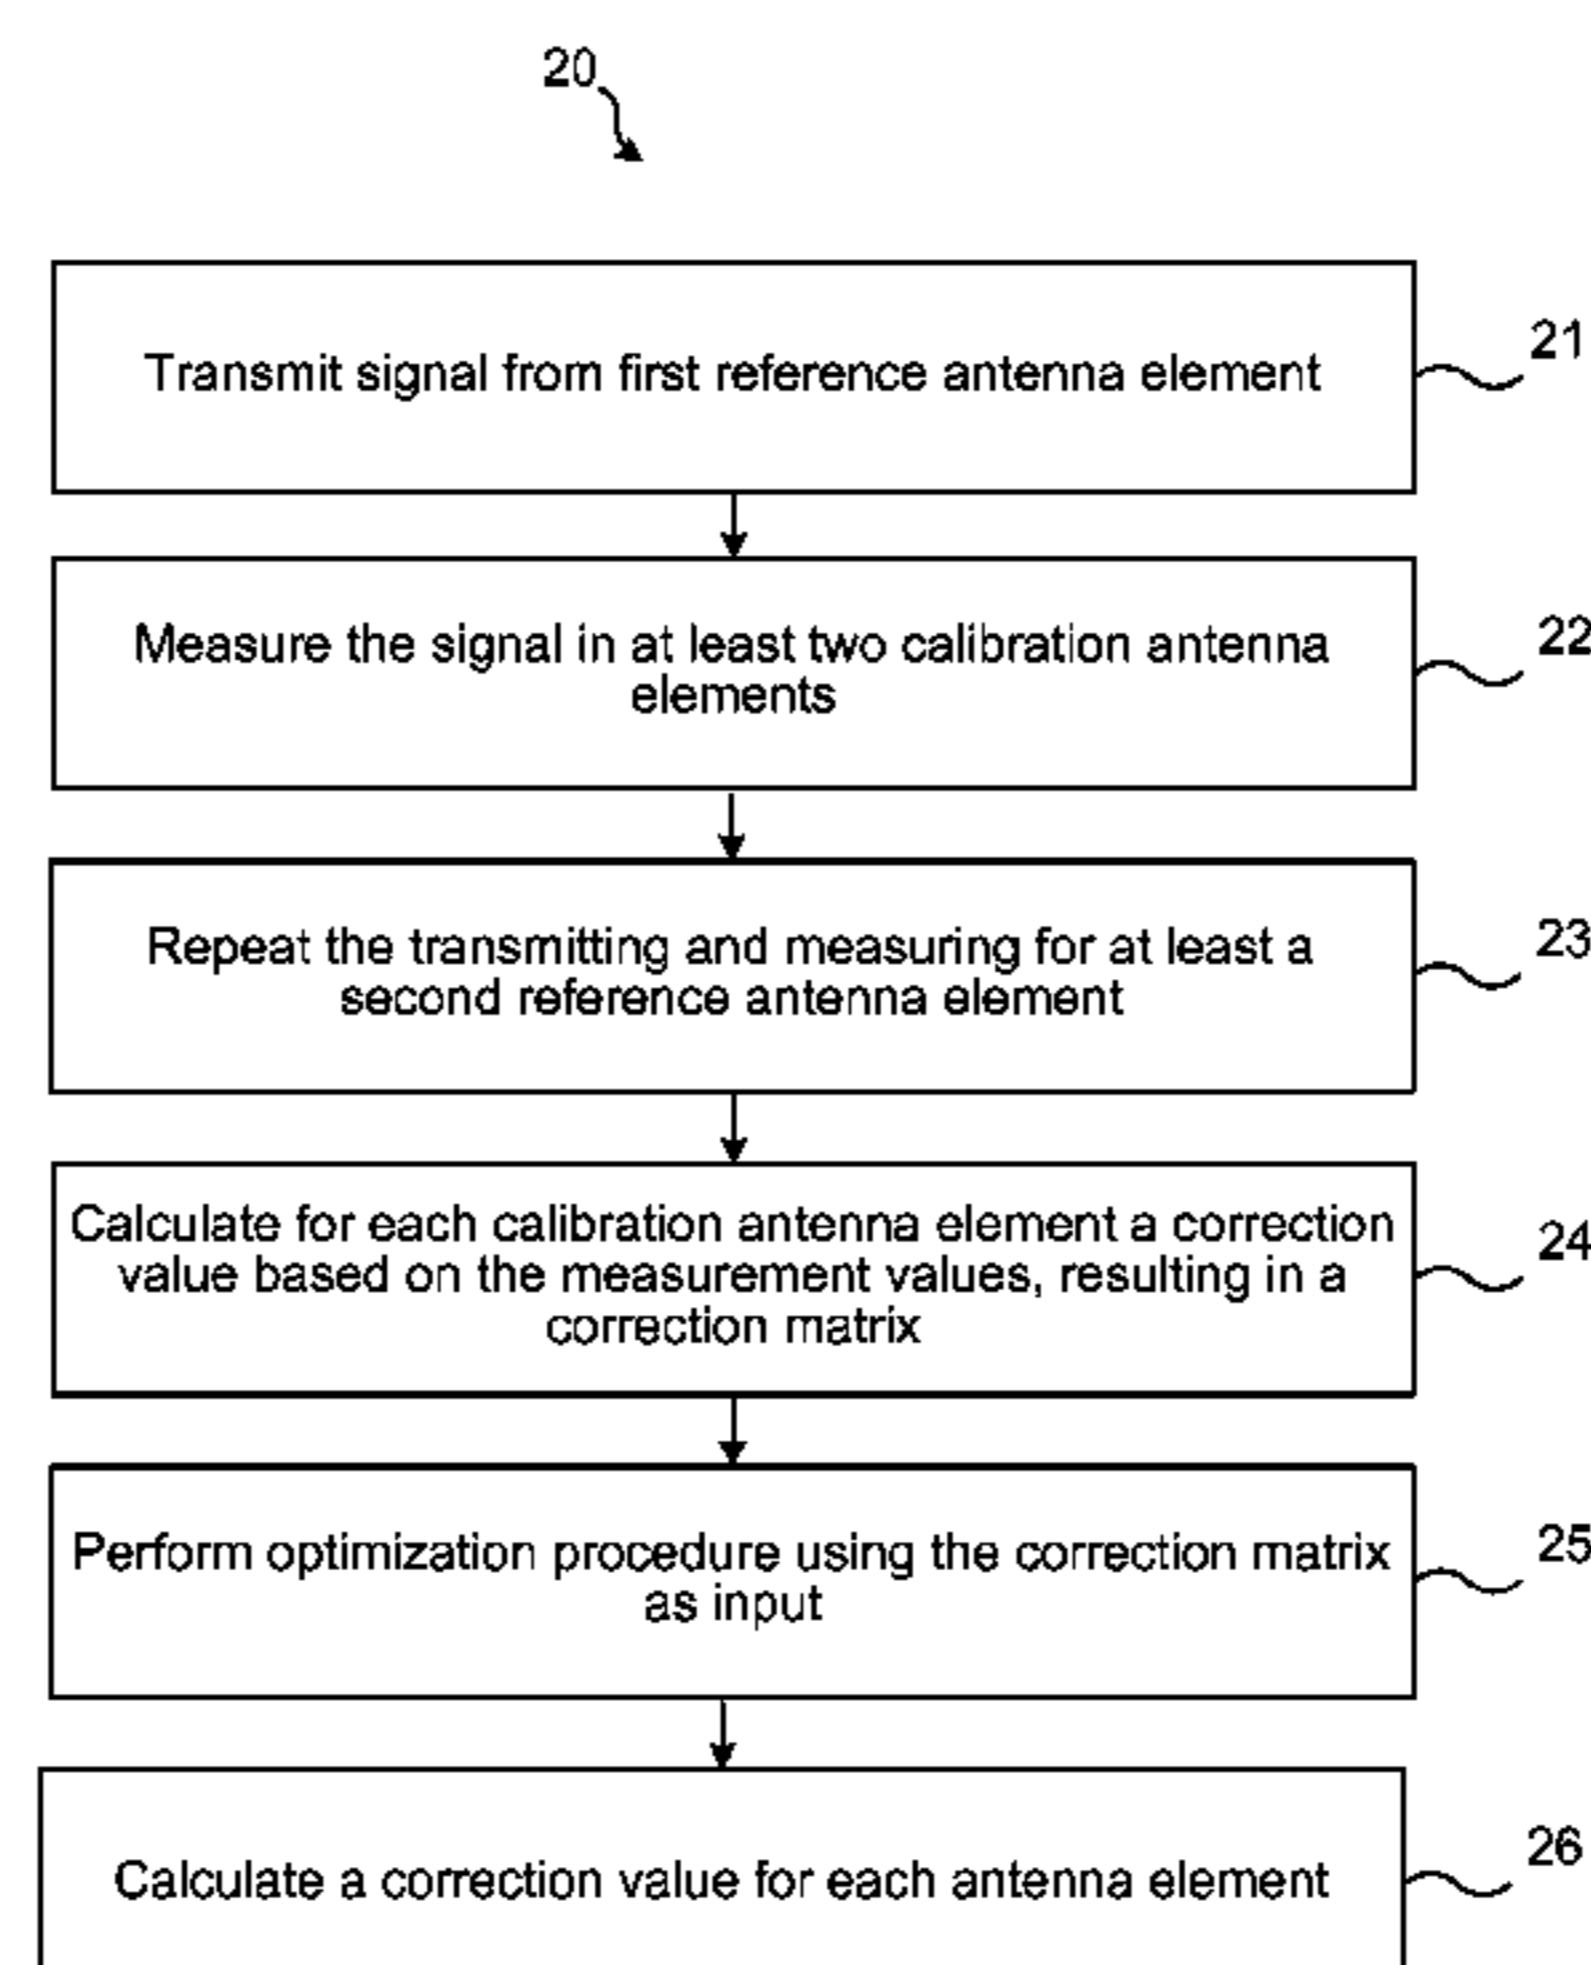 20
Transmit signal from first reference antenna element
21
Measure the signal in at least two calibration antenna
elements
22
Repeat the transmitting and measuring for at least a
second reference antenna element
23
Calculate for each calibration antenna element a correction
value based on the measurement values, resulting in a
correction matrix
24
Perform optimization procedure using the correction matrix
as input
25
Calculate a correction value for each antenna element
26